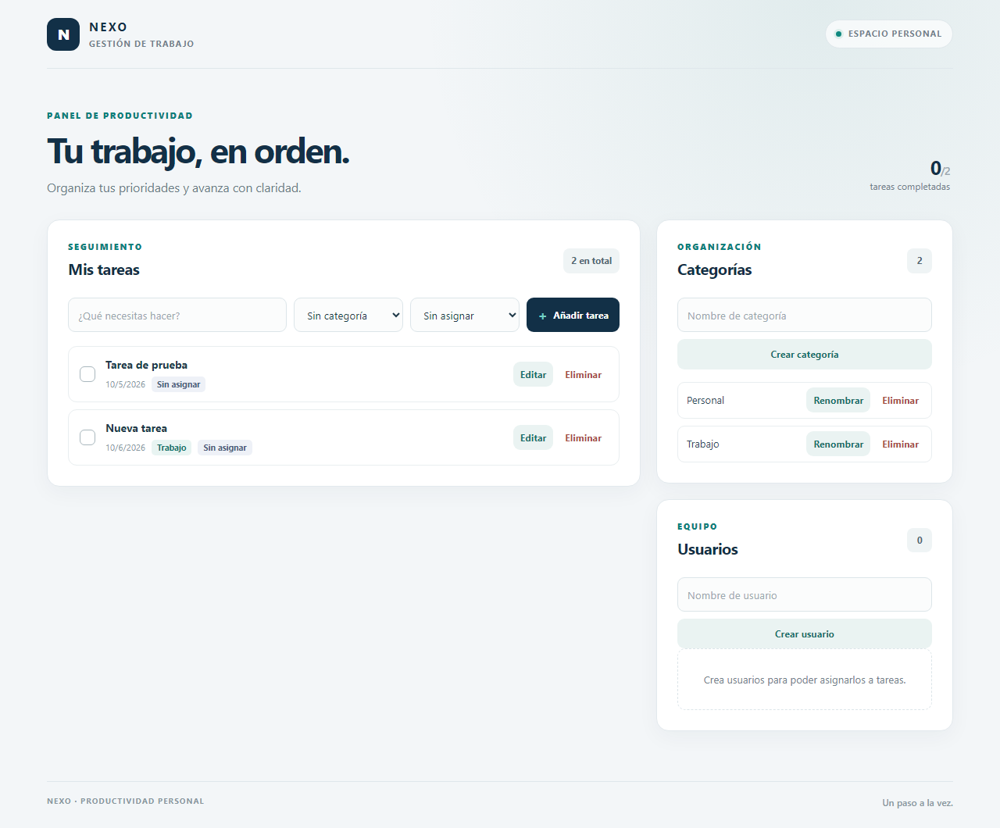 N
NEXO
GESTIÓN DE TRABAJO
ESPACIO PERSONAL
PANEL DE PRODUCTIVIDAD
Tu trabajo, en orden.
Organiza tus prioridades y avanza con claridad.
0/2
tareas completadas
SEGUIMIENTO
Mis tareas
2 en total
¿Qué necesitas hacer?
Sin categoría
Sin asignar
+ Añadir tarea
Tarea de prueba
10/5/2026 Sin asignar
Editar Eliminar
Nueva tarea
10/6/2026 Trabajo Sin asignar
Editar Eliminar
ORGANIZACIÓN
Categorías
2
Nombre de categoría
Crear categoría
Personal Renombrar Eliminar
Trabajo Renombrar Eliminar
EQUIPO
Usuarios
0
Nombre de usuario
Crear usuario
Crea usuarios para poder asignarlos a tareas.
NEXO · PRODUCTIVIDAD PERSONAL
Un paso a la vez.